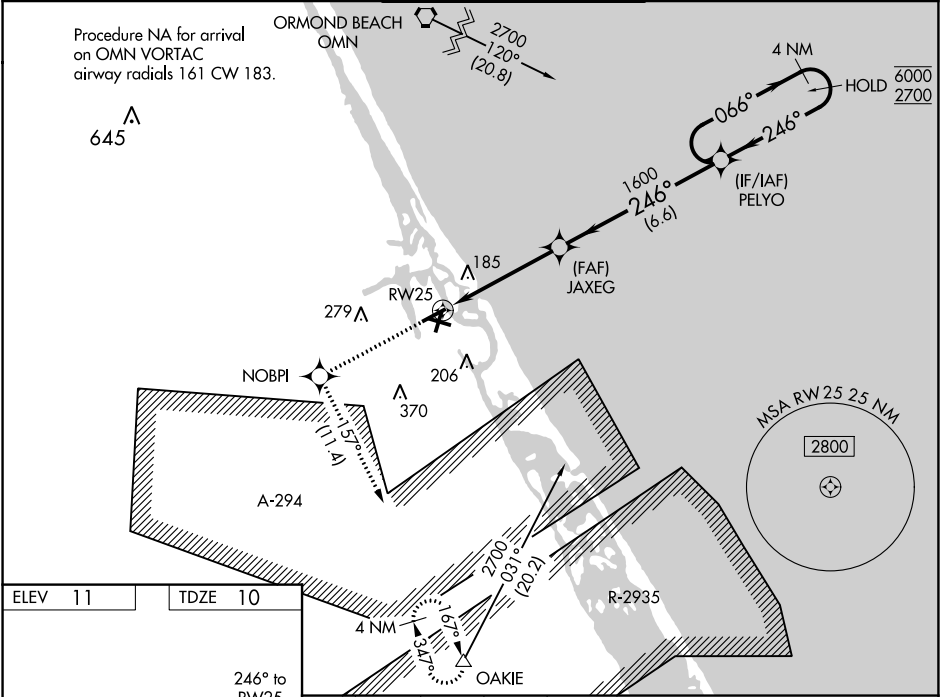 Procedure NA for arrival
on OMN VORTAC
airway radials 161 CW 183.
ORMOND BEACH
OMN
2700
120°
(20.8)
4 NM
HOLD
6000
2700
066°
246°
645
(IF/IAF)
PELYO
1600
246°
(6.6)
(FAF)
JAXEG
185
RW25
279
NOBPI
206
370
157°
(11.4)
MSA RW25 25 NM
2800
A-294
2700
031°
(20.2)
R-2935
ELEV 11
TDZE 10
4 NM
167°
347°
OAKIE
246° to
RW25